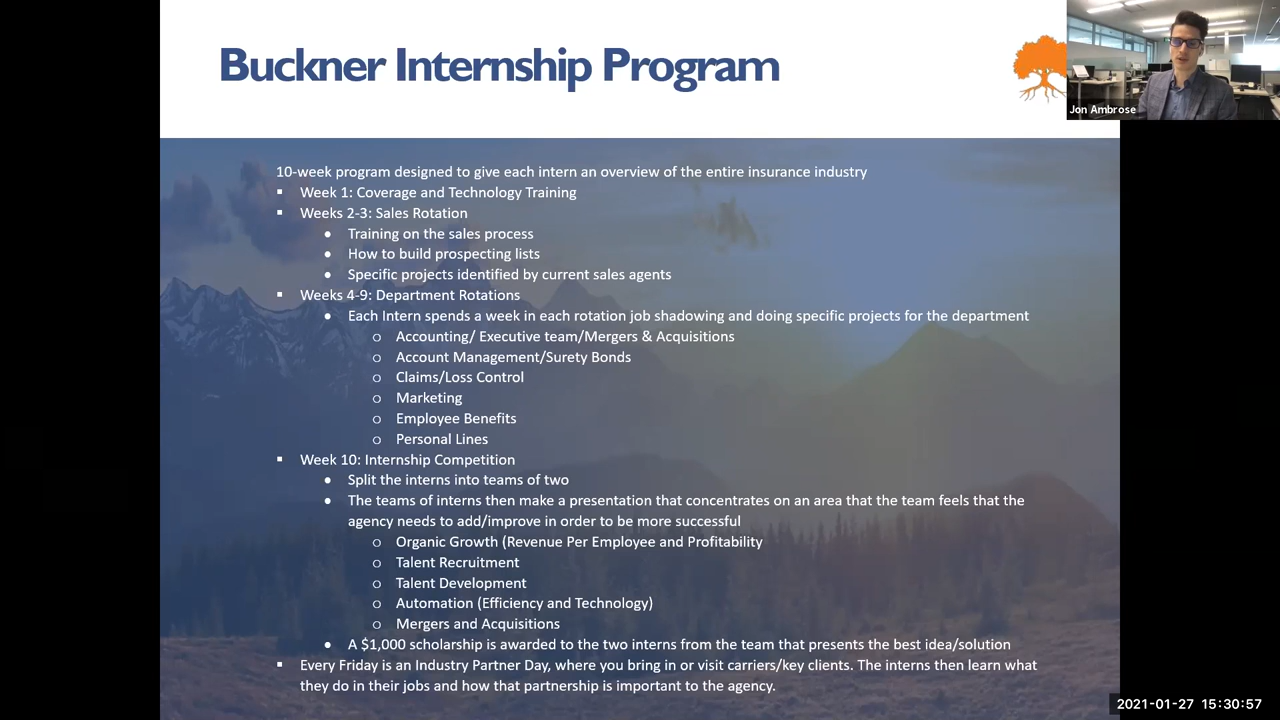 Buckner Internship Program
Jon Ambrose
10-week program designed to give each intern an overview of the entire insurance industry
▪ Week 1: Coverage and Technology Training
▪ Weeks 2-3: Sales Rotation
• Training on the sales process
• How to build prospecting lists
• Specific projects identified by current sales agents
▪ Weeks 4-9: Department Rotations
• Each Intern spends a week in each rotation job shadowing and doing specific projects for the department
o Accounting/ Executive team/Mergers & Acquisitions
o Account Management/Surety Bonds
o Claims/Loss Control
o Marketing
o Employee Benefits
o Personal Lines
▪ Week 10: Internship Competition
• Split the interns into teams of two
• The teams of interns then make a presentation that concentrates on an area that the team feels that the
agency needs to add/improve in order to be more successful
o Organic Growth (Revenue Per Employee and Profitability
o Talent Recruitment
o Talent Development
o Automation (Efficiency and Technology)
o Mergers and Acquisitions
• A $1,000 scholarship is awarded to the two interns from the team that presents the best idea/solution
▪ Every Friday is an Industry Partner Day, where you bring in or visit carriers/key clients. The interns then learn what
they do in their jobs and how that partnership is important to the agency.
2021-01-27 15:30:57